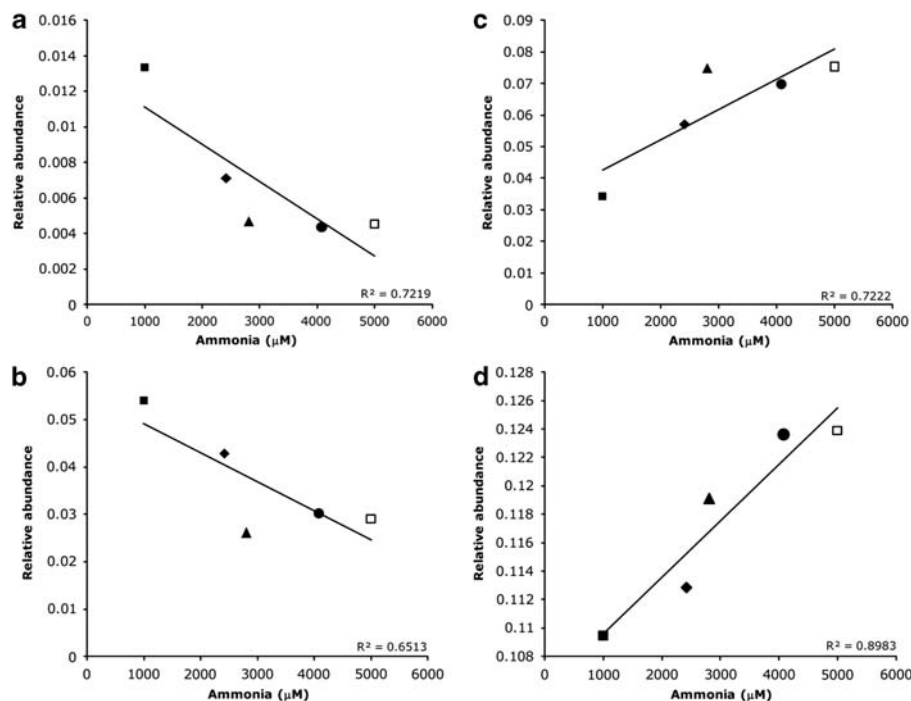 a
0.016
0.014
0.012
0.01
0.008
0.006
0.004
0.002
0
Relative abundance
R² = 0.7219
0 1000 2000 3000 4000 5000 6000
Ammonia (µM)
c
0.09
0.08
0.07
0.06
0.05
0.04
0.03
0.02
0.01
0
Relative abundance
R² = 0.7222
0 1000 2000 3000 4000 5000 6000
Ammonia (µM)
b
0.06
0.05
0.04
0.03
0.02
0.01
0
Relative abundance
R² = 0.6513
0 1000 2000 3000 4000 5000 6000
Ammonia (µM)
d
0.128
0.126
0.124
0.122
0.12
0.118
0.116
0.114
0.112
0.11
0.108
Relative abundance
R² = 0.8983
0 1000 2000 3000 4000 5000 6000
Ammonia (µM)